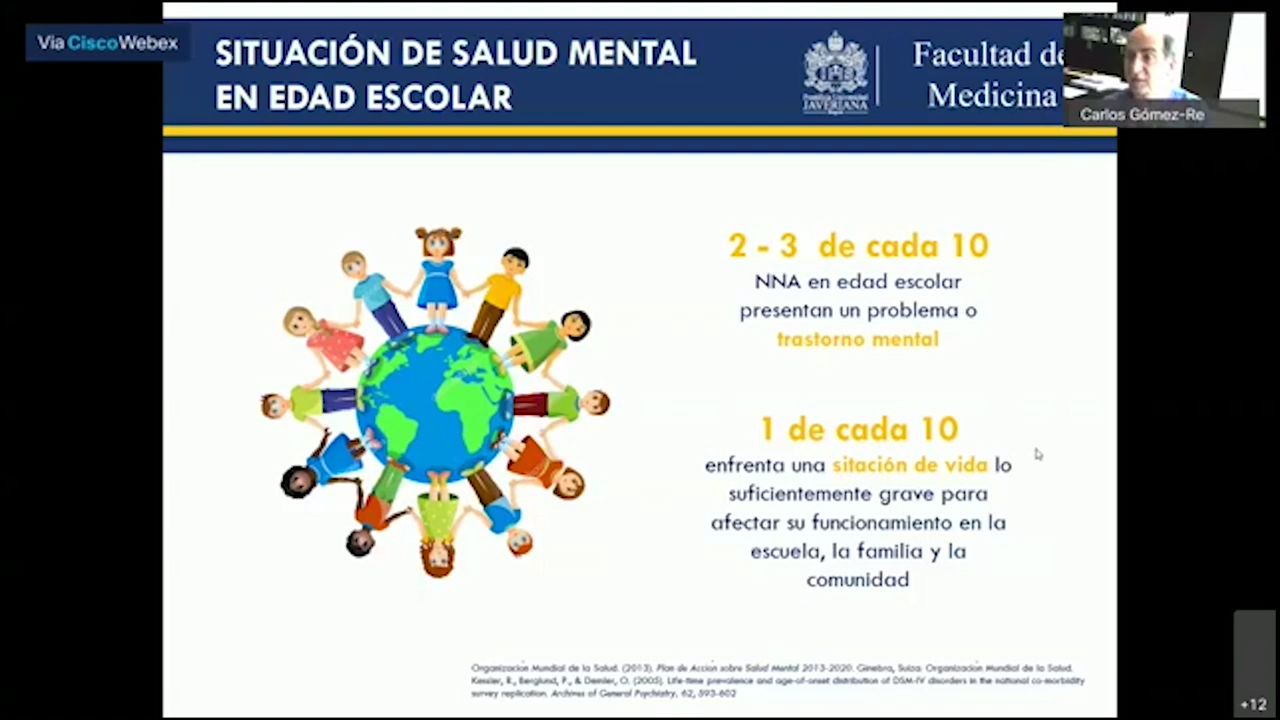 Via CiscoWebex
SITUACIÓN DE SALUD MENTAL
EN EDAD ESCOLAR
Pontificia Universidad
JAVERIANA
Facultad de
Medicina
Carlos Gómez-Re
2 - 3 de cada 10
NNA en edad escolar
presentan un problema o
trastorno mental
1 de cada 10
enfrenta una sitación de vida lo
suficientemente grave para
afectar su funcionamiento en la
escuela, la familia y la
comunidad
Organización Mundial de la Salud. (2013). Plan de Acción sobre Salud Mental 2013-2020. Ginebra, Suiza. Organización Mundial de la Salud.
Kessler, R., Berglund, P., & Demler, O. (2005). Life-time prevalence and age-of-onset distribution of DSM-IV disorders in the national co-morbidity
survey replication. Archives of General Psychiatry, 62, 593-602
+12